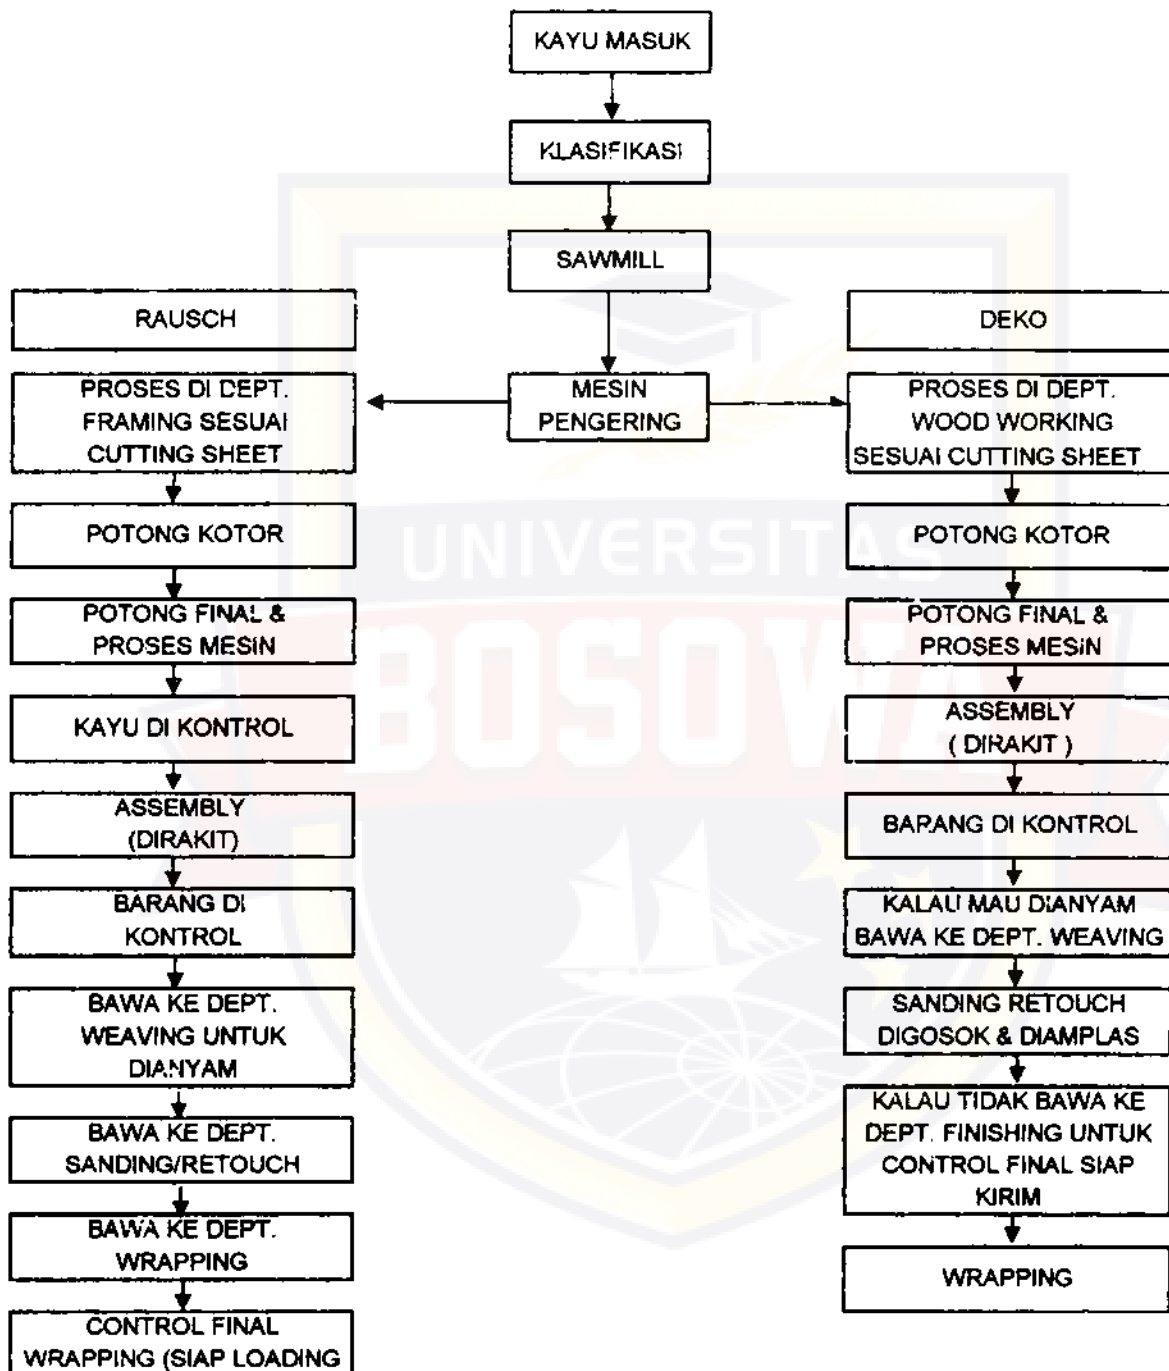 KAYU MASUK
KLASIFIKASI
SAWMILL
MESIN
PENGERING
RAUSCH
PROSES DI DEPT.
FRAMING SESUAI
CUTTING SHEET
POTONG KOTOR
POTONG FINAL &
PROSES MESIN
KAYU DI KONTROL
ASSEMBLY
(DIRAKIT)
BARANG DI
KONTROL
BAWA KE DEPT.
WEAVING UNTUK
DIANYAM
BAWA KE DEPT.
SANDING/RETOUCH
BAWA KE DEPT.
WRAPPING
CONTROL FINAL
WRAPPING (SIAP LOADING
DEKO
PROSES DI DEPT.
WOOD WORKING
SESUAI CUTTING SHEET
POTONG KOTOR
POTONG FINAL &
PROSES MESIN
ASSEMBLY
( DIRAKIT )
BARANG DI KONTROL
KALAU MAU DIANYAM
BAWA KE DEPT. WEAVING
SANDING RETOUCH
DIGOSOK & DIAMPLAS
KALAU TIDAK BAWA KE
DEPT. FINISHING UNTUK
CONTROL FINAL SIAP
KIRIM
WRAPPING
UNIVERSITAS
BOSOWA